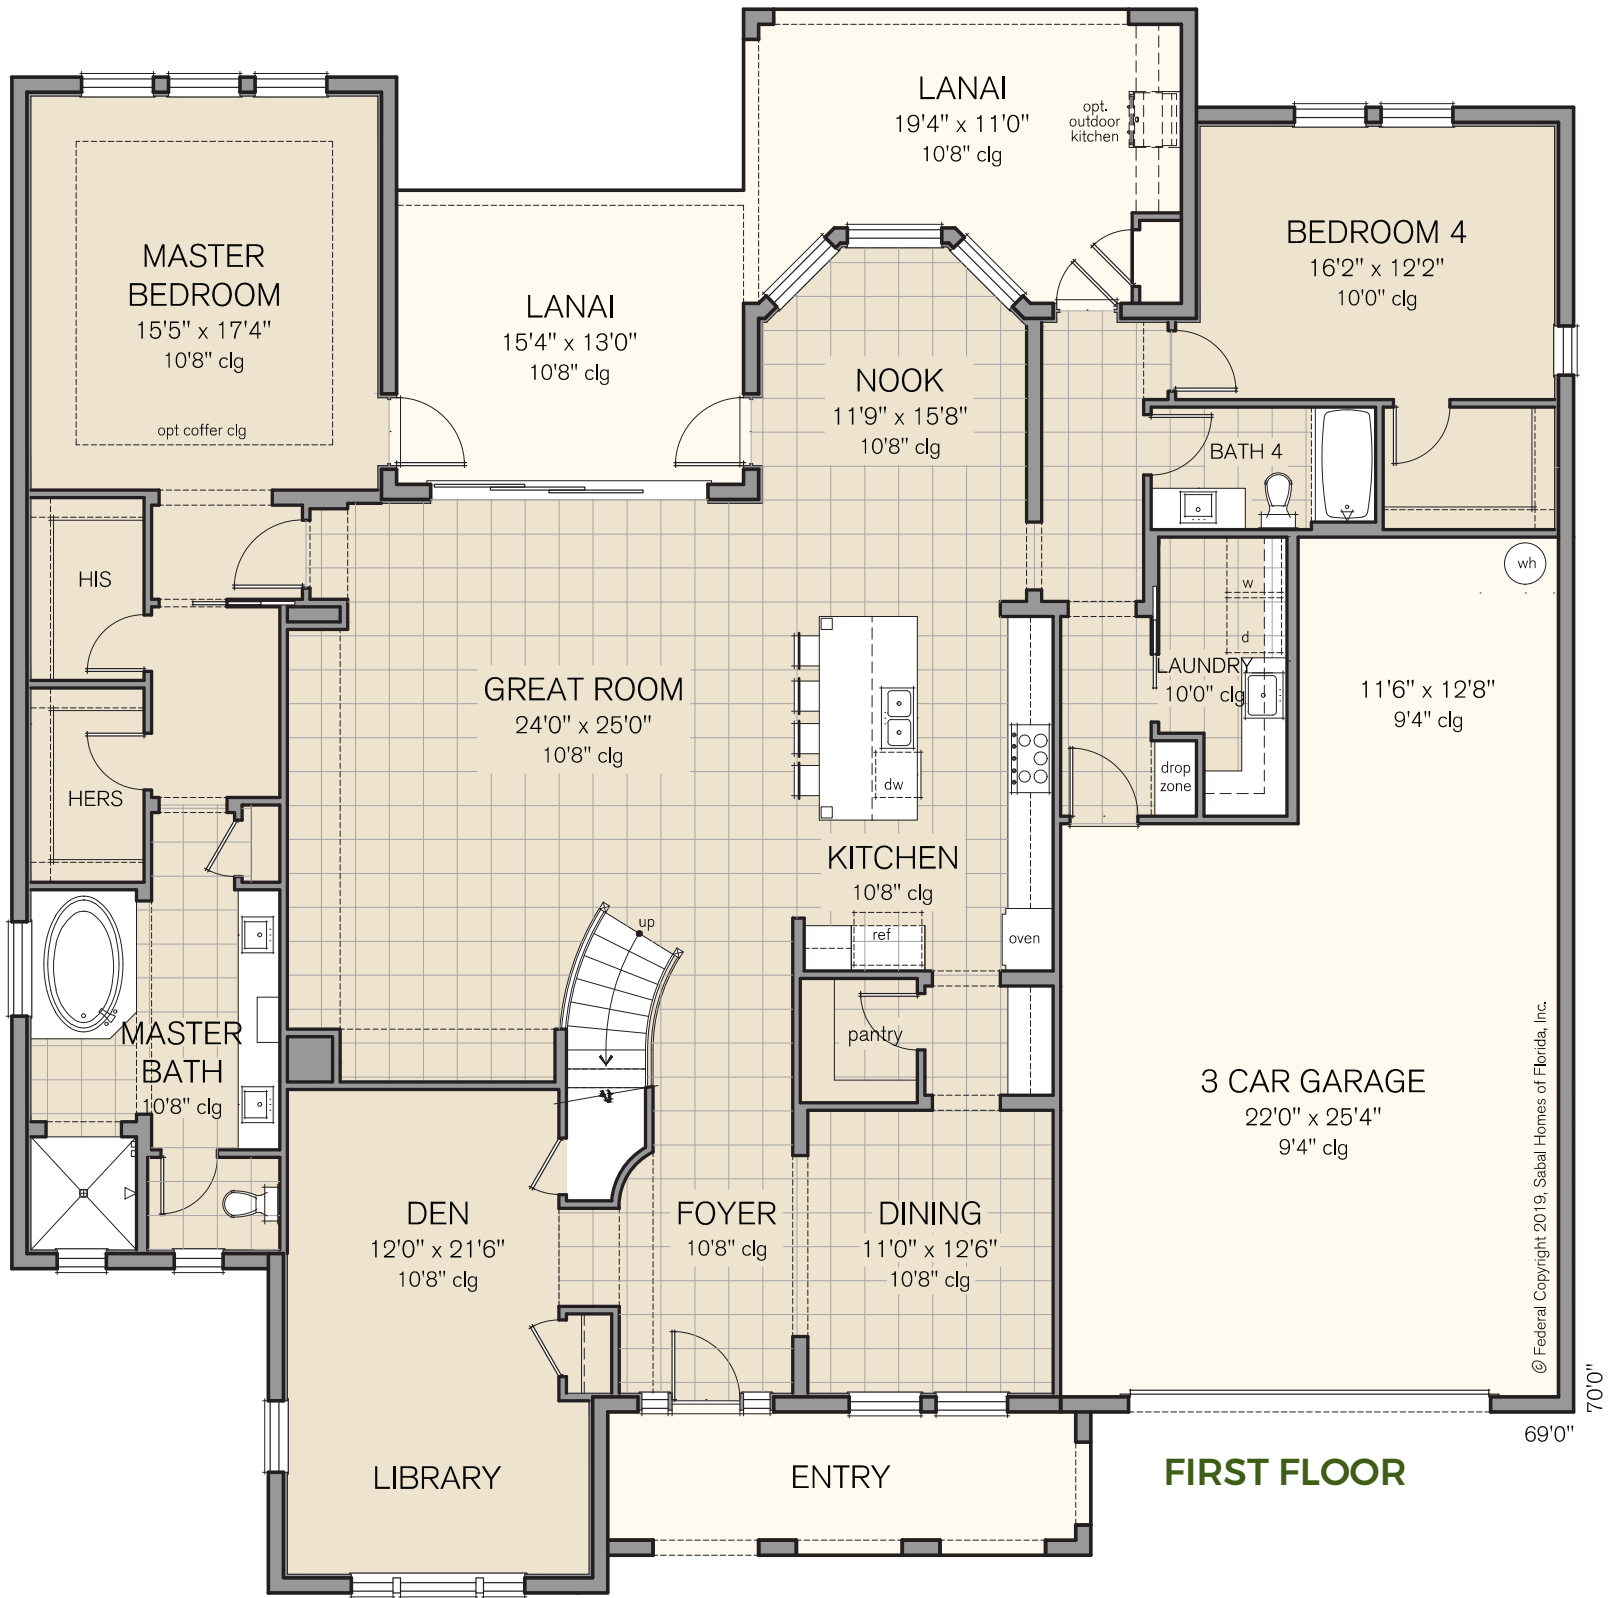 LANAI
19'4" x 11'0"
10'8" clg
opt.
outdoor
kitchen
MASTER
BEDROOM
15'5" x 17'4"
10'8" clg
opt coffer clg
LANAI
15'4" x 13'0"
10'8" clg
BEDROOM 4
16'2" x 12'2"
10'0" clg
NOOK
11'9" x 15'8"
10'8" clg
BATH 4
HIS
HERS
GREAT ROOM
24'0" x 25'0"
10'8" clg
w
d
LAUNDRY
10'0" clg
wh
11'6" x 12'8"
9'4" clg
dw
drop
zone
KITCHEN
10'8" clg
ref
oven
up
pantry
MASTER
BATH
10'8" clg
3 CAR GARAGE
22'0" x 25'4"
9'4" clg
DEN
12'0" x 21'6"
10'8" clg
FOYER
10'8" clg
DINING
11'0" x 12'6"
10'8" clg
LIBRARY
ENTRY
© Federal Copyright 2019, Sabal Homes of Florida, Inc.
70'0"
69'0"
FIRST FLOOR